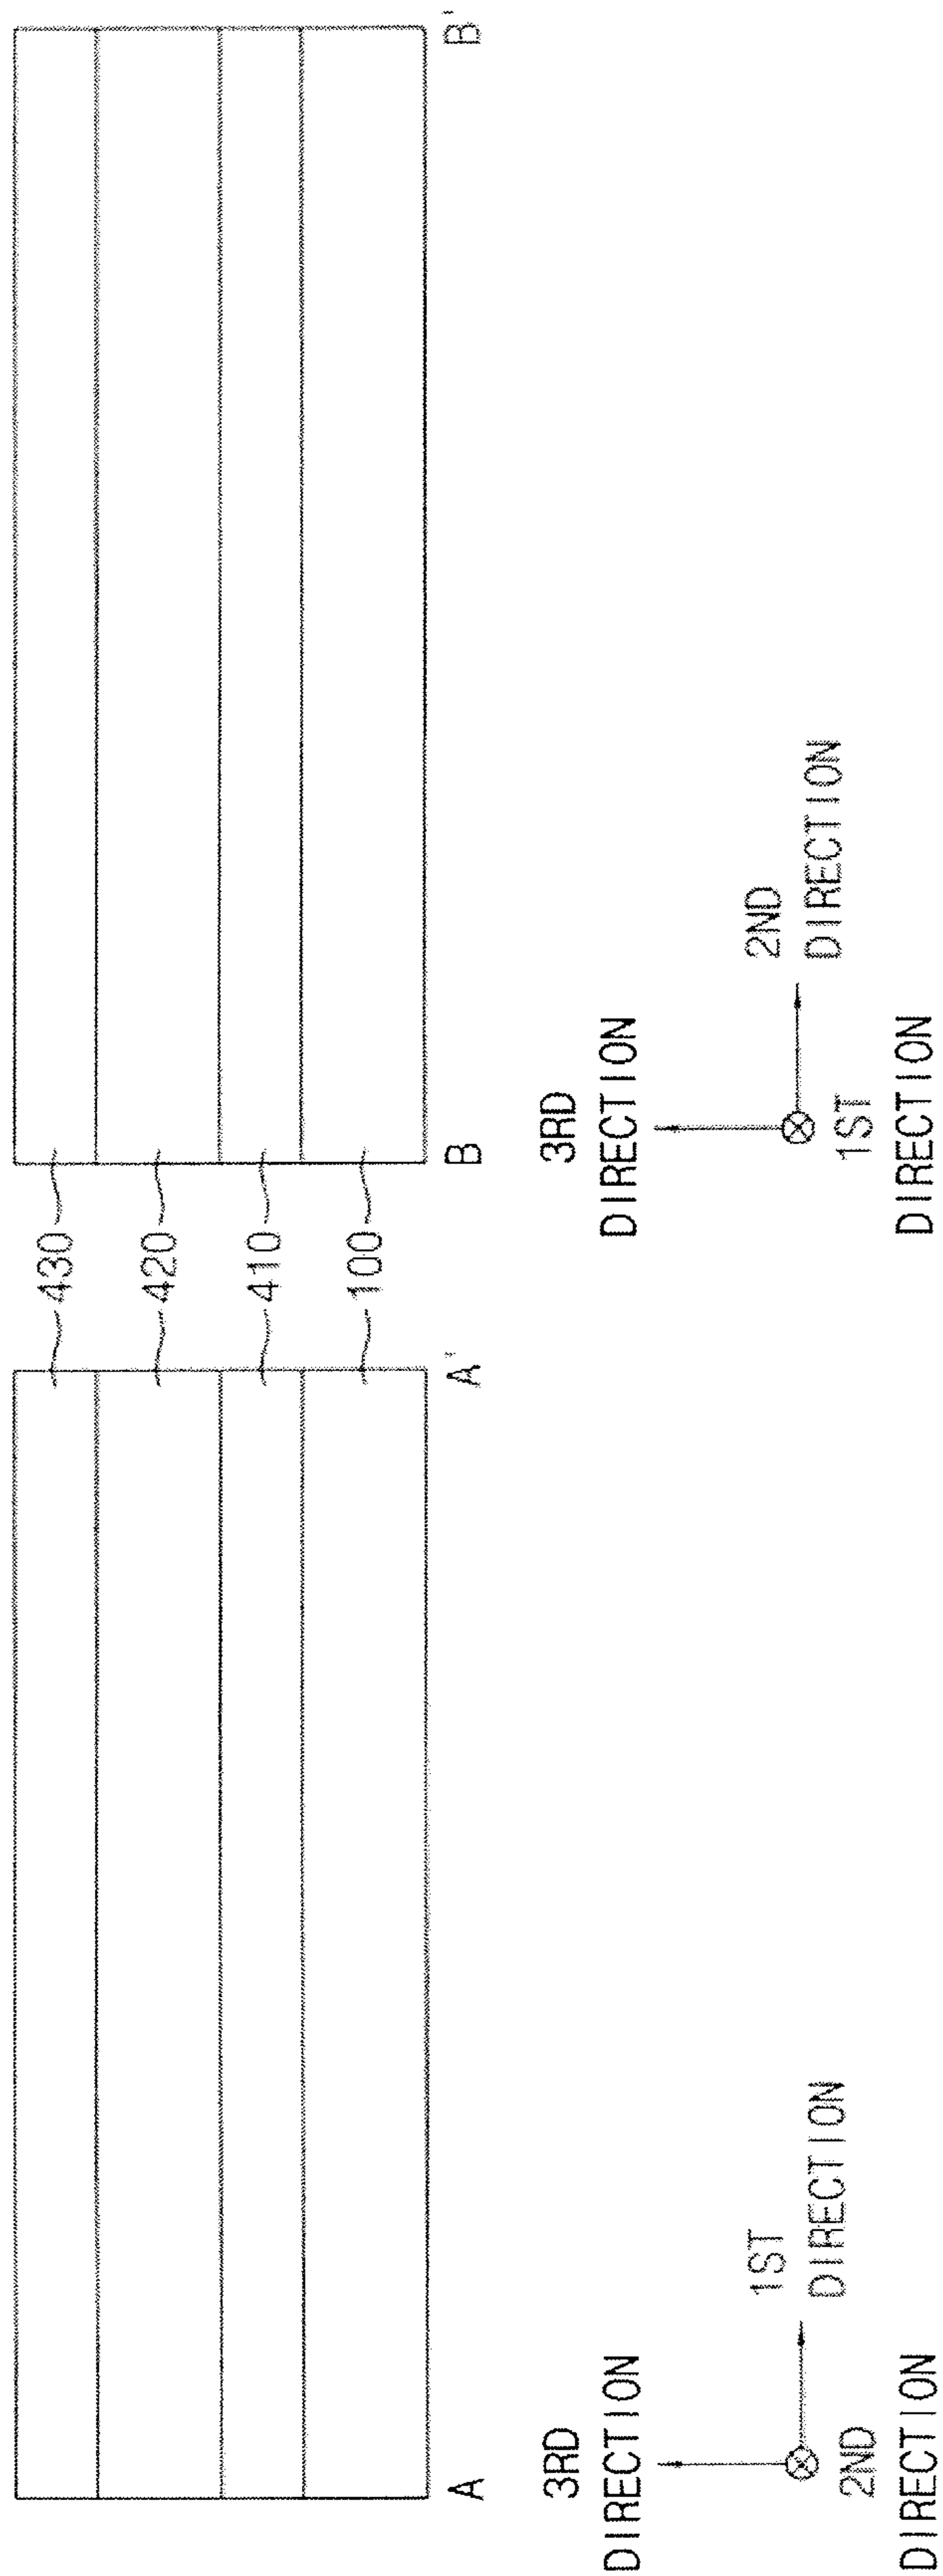 430
420
410
100
A
A'
B
B'
3RD
DIRECTION
1ST
DIRECTION
2ND
DIRECTION
3RD
DIRECTION
2ND
DIRECTION
1ST
DIRECTION